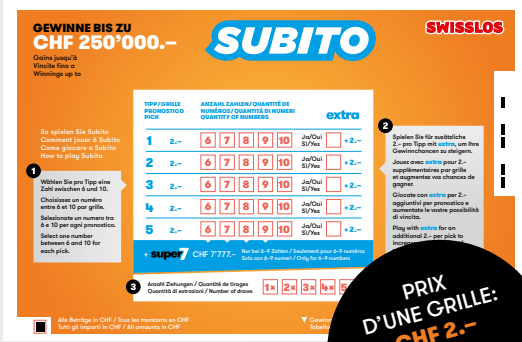 GEWINNE BIS ZU
CHF 250'000.–
Gains jusqu'à
Vincite fino a
Winnings up to
SUBITO
SWISSLOS
So spielen Sie Subito
Comment jouer à Subito
Come giocare a Subito
How to play Subito
1
Wählen Sie pro Tipp eine
Zahl zwischen 6 und 10.
Choisissez un numéro
entre 6 et 10 par grille.
Selezionate un numero tra
6 e 10 per ogni pronostico.
Select one number
between 6 and 10 for
each pick.
TIPP/GRILLE
PRONOSTICO
PICK
ANZAHL ZAHLEN/QUANTITÉ DE
NUMÉROS/QUANTITÀ DI NUMERI
QUANTITY OF NUMBERS
extra
1 2.– 6 7 8 9 10 Ja/Oui Sì/Yes +2.–
2 2.– 6 7 8 9 10 Ja/Oui Sì/Yes +2.–
3 2.– 6 7 8 9 10 Ja/Oui Sì/Yes +2.–
4 2.– 6 7 8 9 10 Ja/Oui Sì/Yes +2.–
5 2.– 6 7 8 9 10 Ja/Oui Sì/Yes +2.–
+ super7 CHF 7'777.– Nur bei 6–9 Zahlen / Seulement pour 6–9 numéros
Solo con 6–9 numeri / Only for 6–9 numbers
3
Anzahl Ziehungen / Quantité de tirages
Quantità di estrazioni / Number of draws
1x 2x 3x 4x 5
2
Spielen Sie für zusätzliche
2.– pro Tipp mit extra, um Ihre
Gewinnchancen zu steigern.
Jouez avec extra pour 2.–
supplémentaires par grille
et augmentez vos chances de
gagner.
Giocate con extra per 2.–
aggiuntivi per pronostico e
aumentate le vostre possibilità
di vincita.
Play with extra for an
additional 2.– per pick to
Alle Beträge in CHF / Tous les montants en CHF
Tutti gli importi in CHF / All amounts in CHF
PRIX
D'UNE GRILLE:
CHF 2.–